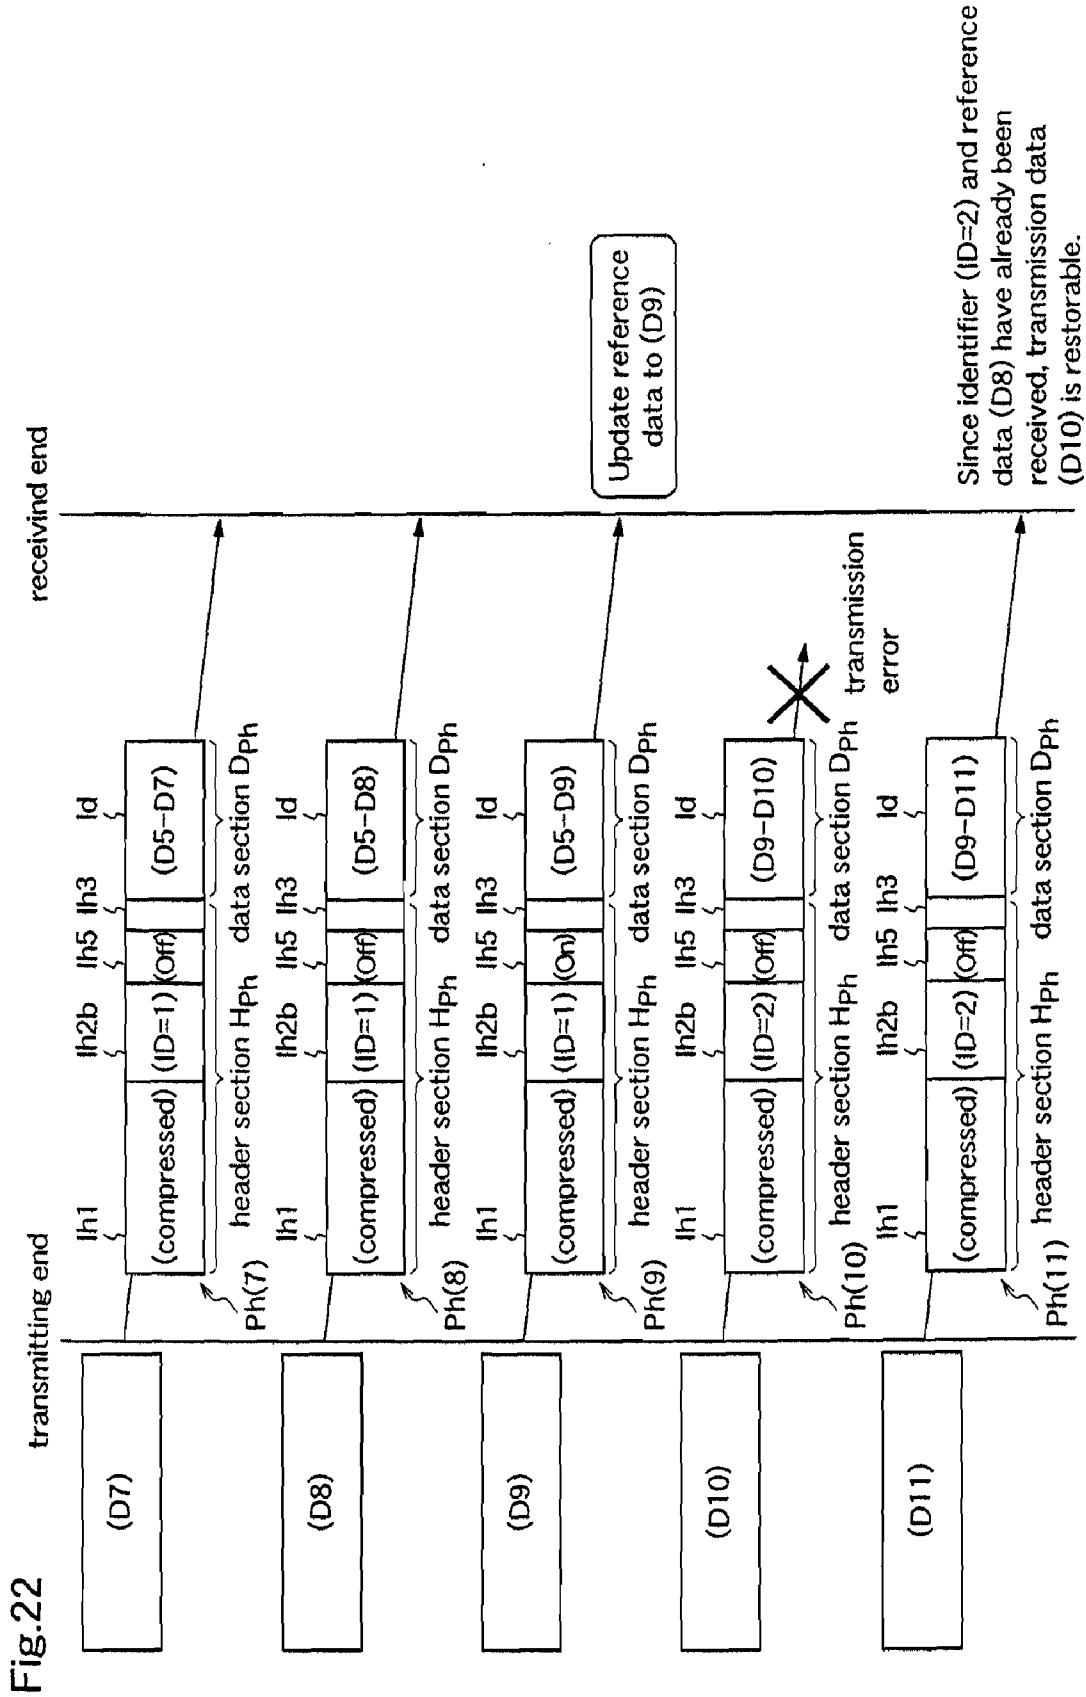 Fig.22
transmitting end
receivind end
(D7)
Ih1
Ih2b
Ih5
Ih3
Id
(compressed)
(ID=1)
(Off)
(D5-D7)
Ph(7)
header section HPh
data section DPh
(D8)
Ih1
Ih2b
Ih5
Ih3
Id
(compressed)
(ID=1)
(Off)
(D5-D8)
Ph(8)
header section HPh
data section DPh
(D9)
Ih1
Ih2b
Ih5
Ih3
Id
(compressed)
(ID=1)
(On)
(D5-D9)
Ph(9)
header section HPh
data section DPh
Update reference
data to (D9)
(D10)
Ih1
Ih2b
Ih5
Ih3
Id
(compressed)
(ID=2)
(Off)
(D9-D10)
Ph(10)
header section HPh
data section DPh
transmission
error
(D11)
Ih1
Ih2b
Ih5
Ih3
Id
(compressed)
(ID=2)
(Off)
(D9-D11)
Ph(11)
header section HPh
data section DPh
Since identifier (ID=2) and reference
data (D8) have already been
received, transmission data
(D10) is restorable.